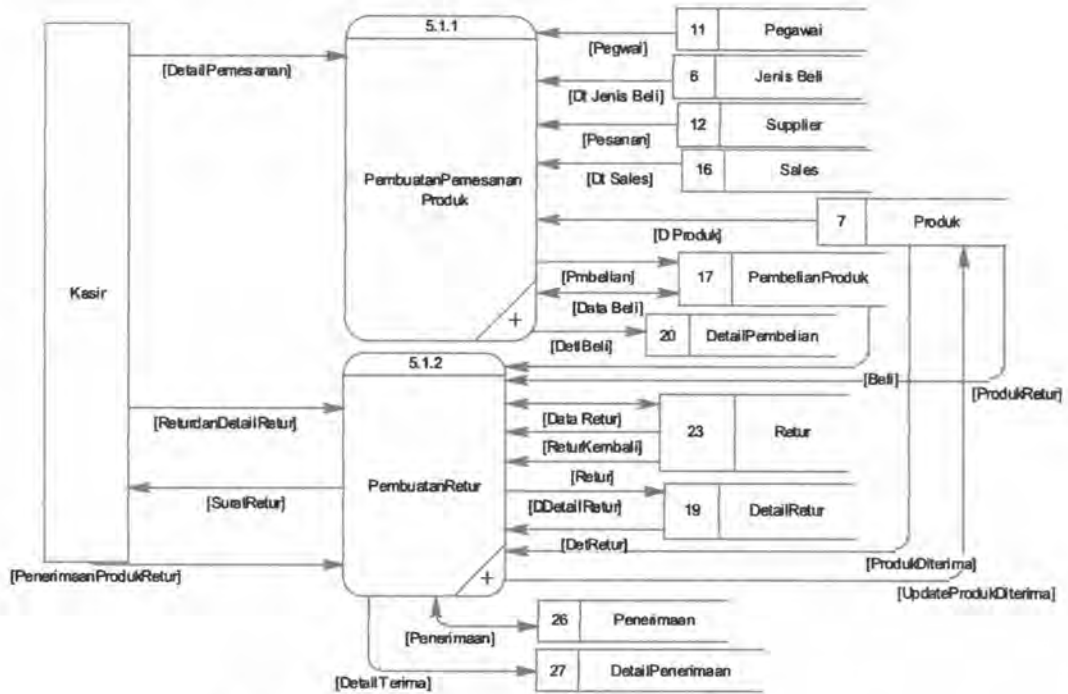 5.1.1
11 Pegawai
[Pegwai]
[DetailPemesanan]
6 Jenis Beli
[Dt Jenis Beli]
12 Supplier
[Pesanan]
16 Sales
[Dt Sales]
PembuatanPemesanan
Produk
7 Produk
[D Produk]
Kasir
[Pmbelian]
17 PembelianProduk
[Data Beli]
+
20 DetailPembelian
[DetlBeli]
5.1.2
[Beli]
[ProdukRetur]
[ReturdanDetailRetur]
[Data Retur]
23 Retur
[ReturKembali]
[Retur]
PembuatanRetur
[SuratRetur]
[DDetailRetur]
19 DetailRetur
[DetRetur]
[ProdukDiterima]
[PenerimaanProdukRetur]
+
[UpdateProdukDiterima]
26 Penerimaan
[Penerimaan]
27 DetailPenerimaan
[DetailTerima]